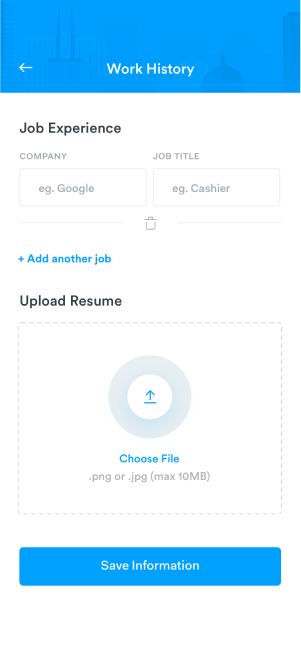 Work History
Job Experience
COMPANY
JOB TITLE
eg. Google
eg. Cashier
+ Add another job
Upload Resume
Choose File
.png or .jpg (max 10MB)
Save Information